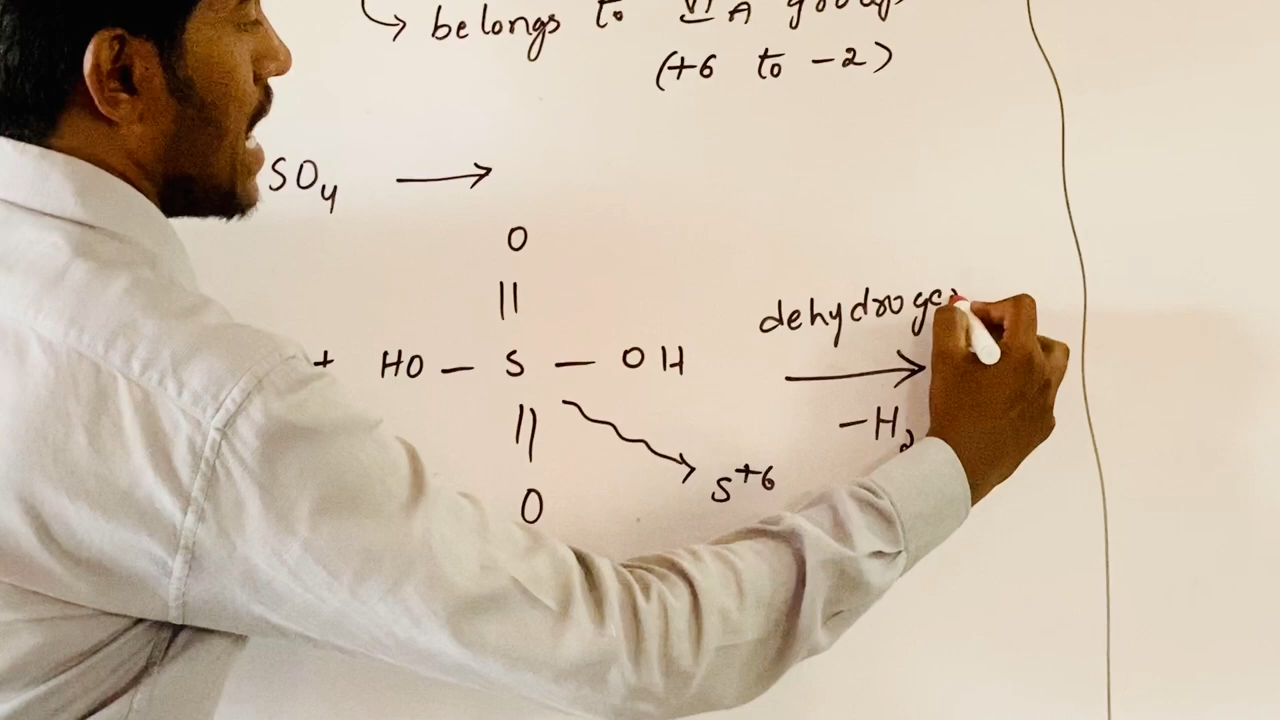 ↳ belongs to VI A group
(+6 to -2)
SO4 →
O
||
+ HO - S - OH
||
O
S+6
dehydroge
→
-H2